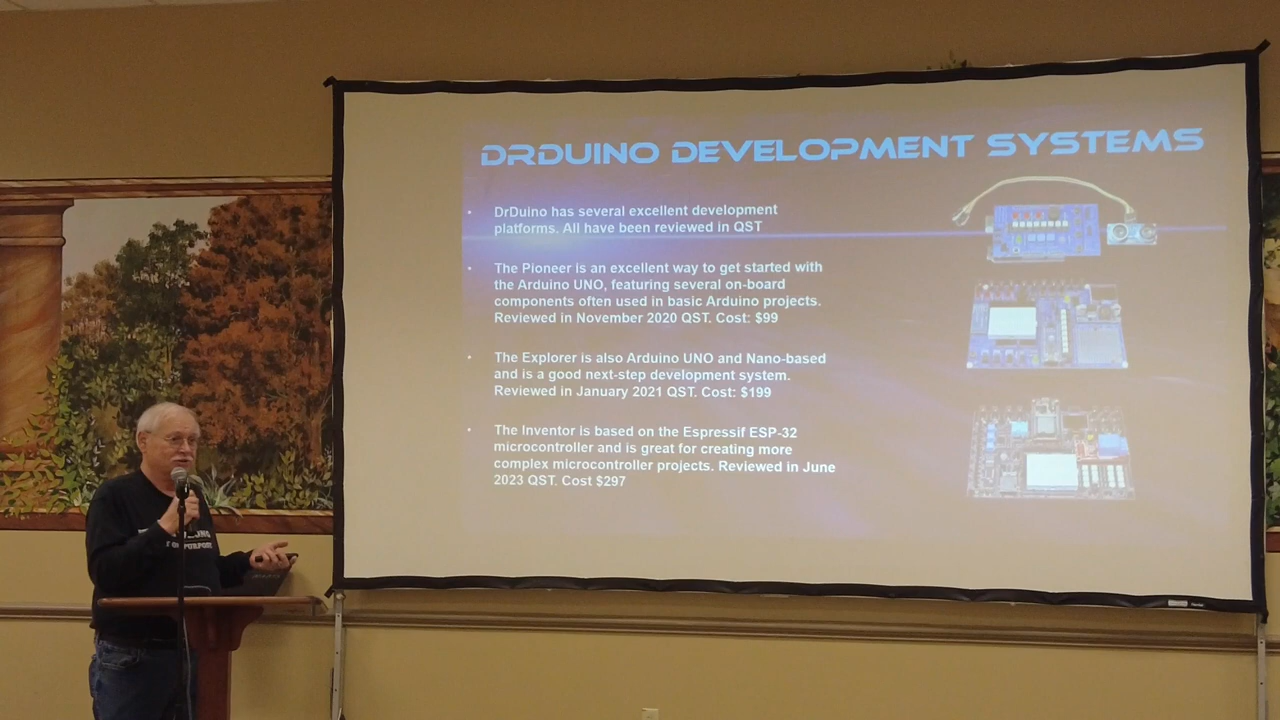 DRDUINO DEVELOPMENT SYSTEMS
• DrDuino has several excellent development
platforms. All have been reviewed in QST
• The Pioneer is an excellent way to get started with
the Arduino UNO, featuring several on-board
components often used in basic Arduino projects.
Reviewed in November 2020 QST. Cost: $99
• The Explorer is also Arduino UNO and Nano-based
and is a good next-step development system.
Reviewed in January 2021 QST. Cost: $199
• The Inventor is based on the Espressif ESP-32
microcontroller and is great for creating more
complex microcontroller projects. Reviewed in June
2023 QST. Cost $297
PURPOSE